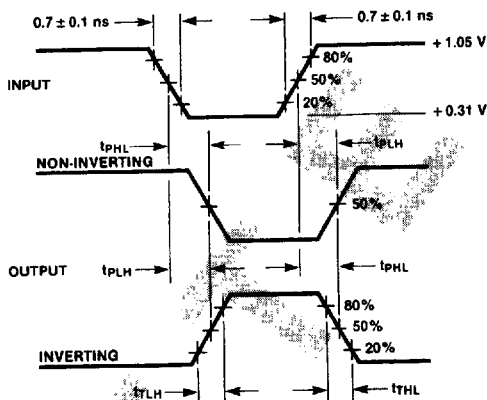 0.7 ± 0.1 ns
0.7 ± 0.1 ns
+ 1.05 V
80%
INPUT
50%
20%
+ 0.31 V
tPHL
tPLH
NON-INVERTING
50%
OUTPUT
tPLH
tPHL
80%
50%
20%
INVERTING
tTLH
tTHL